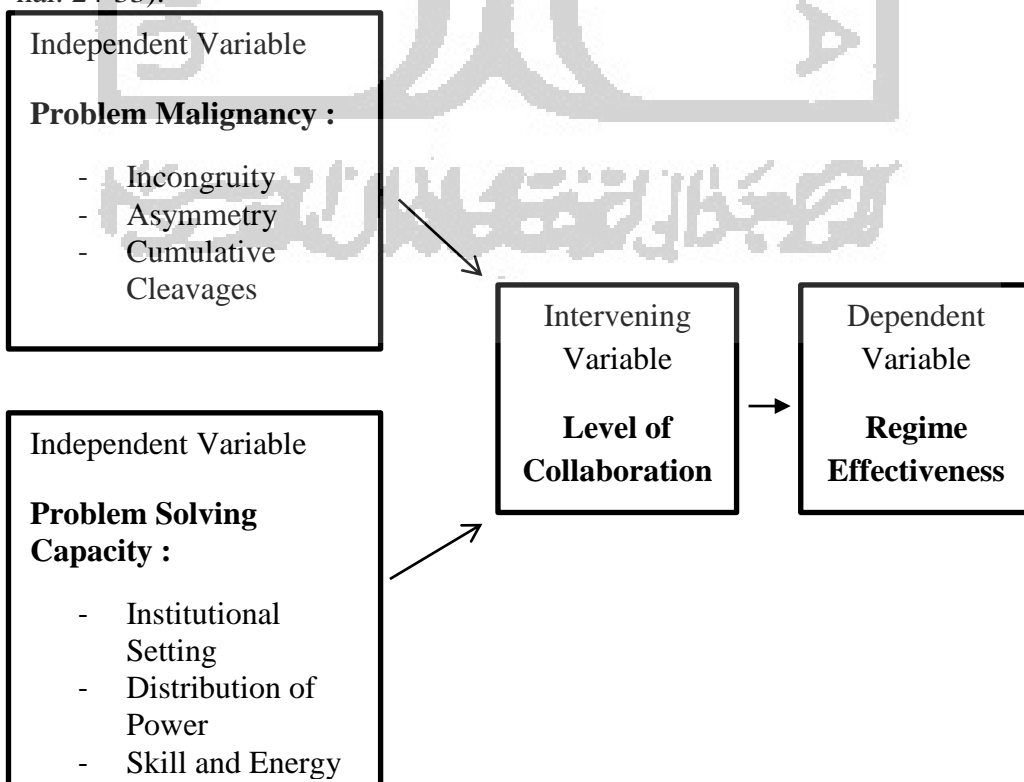 Independent Variable
Problem Malignancy :
- Incongruity
- Asymmetry
- Cumulative
Cleavages
Intervening
Variable
Level of
Collaboration
Dependent
Variable
Regime
Effectiveness
Independent Variable
Problem Solving
Capacity :
- Institutional
Setting
- Distribution of
Power
- Skill and Energy